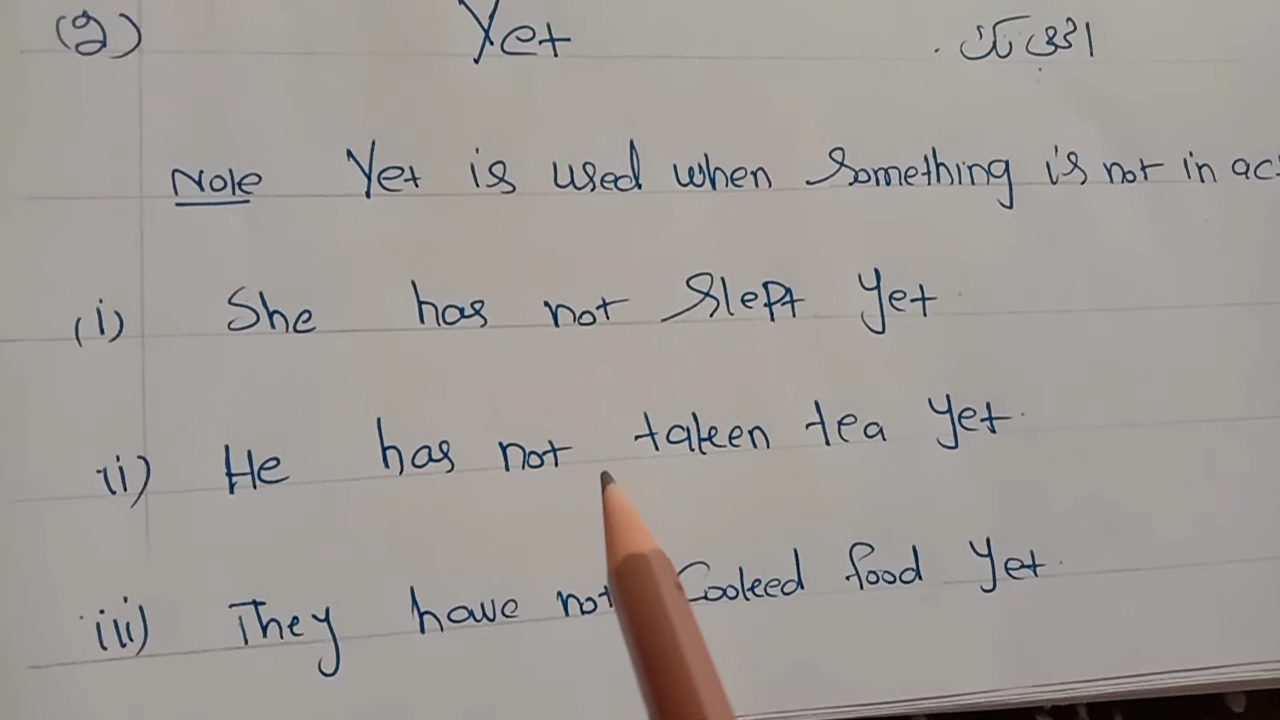 (2) Yet ابھی تک
Note Yet is used when Something is not in
(i) She has not Slept Yet
ii) He has not taken tea Yet.
iii) They have not Cooked food Yet.